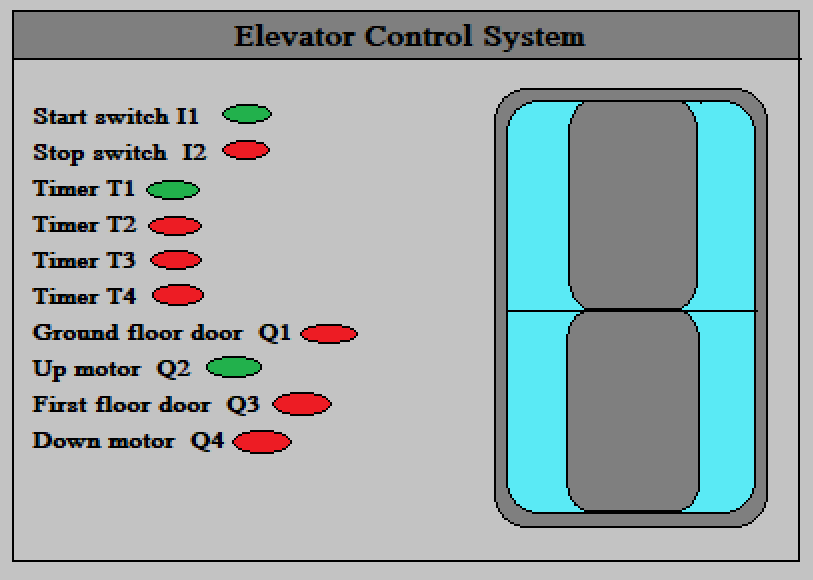 Elevator Control System
Start switch I1
Stop switch I2
Timer T1
Timer T2
Timer T3
Timer T4
Ground floor door Q1
Up motor Q2
First floor door Q3
Down motor Q4